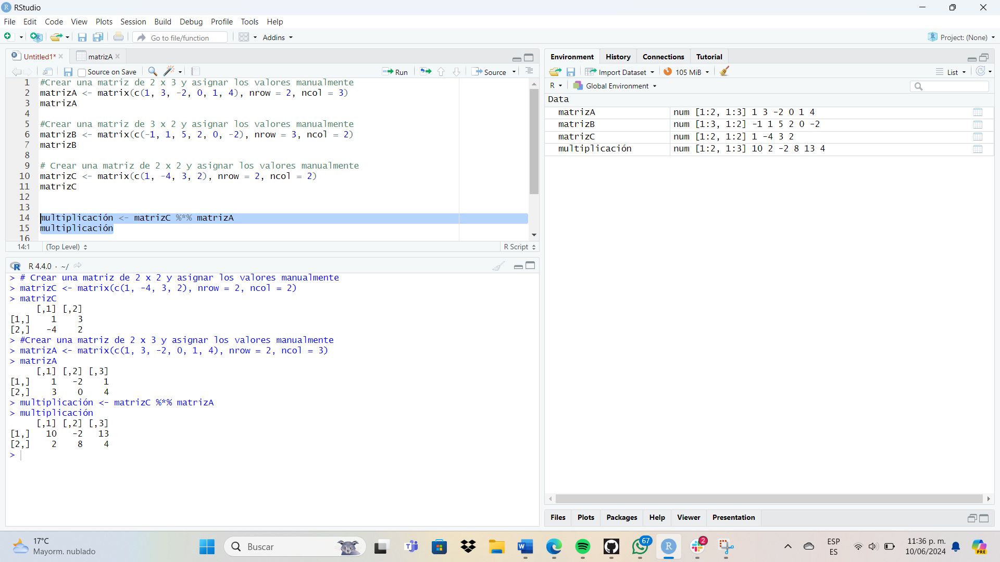 RStudio
File Edit Code View Plots Session Build Debug Profile Tools Help
Go to file/function Addins Project: (None)
Untitled1* matrizA
Source on Save Run Source
1 #Crear una matriz de 2 x 3 y asignar los valores manualmente
2 matrizA <- matrix(c(1, 3, -2, 0, 1, 4), nrow = 2, ncol = 3)
3 matrizA
4
5 #Crear una matriz de 3 x 2 y asignar los valores manualmente
6 matrizB <- matrix(c(-1, 1, 5, 2, 0, -2), nrow = 3, ncol = 2)
7 matrizB
8
9 # Crear una matriz de 2 x 2 y asignar los valores manualmente
10 matrizC <- matrix(c(1, -4, 3, 2), nrow = 2, ncol = 2)
11 matrizC
12
13
14 multiplicación <- matrizC %*% matrizA
15 multiplicación
16
14:1 (Top Level) R Script
R 4.4.0 · ~/
> # Crear una matriz de 2 x 2 y asignar los valores manualmente
> matrizC <- matrix(c(1, -4, 3, 2), nrow = 2, ncol = 2)
> matrizC
[,1] [,2]
[1,] 1 3
[2,] -4 2
> #Crear una matriz de 2 x 3 y asignar los valores manualmente
> matrizA <- matrix(c(1, 3, -2, 0, 1, 4), nrow = 2, ncol = 3)
> matrizA
[,1] [,2] [,3]
[1,] 1 -2 1
[2,] 3 0 4
> multiplicación <- matrizC %*% matrizA
> multiplicación
[,1] [,2] [,3]
[1,] 10 -2 13
[2,] 2 8 4
>
Environment History Connections Tutorial
Import Dataset 105 MiB List
R Global Environment
Data
matrizA num [1:2, 1:3] 1 3 -2 0 1 4
matrizB num [1:3, 1:2] -1 1 5 2 0 -2
matrizC num [1:2, 1:2] 1 -4 3 2
multiplicación num [1:2, 1:3] 10 2 -2 8 13 4
Files Plots Packages Help Viewer Presentation
17°C
Mayorm. nublado
Buscar
67
2
ESP
ES
11:36 p. m.
10/06/2024
PRE